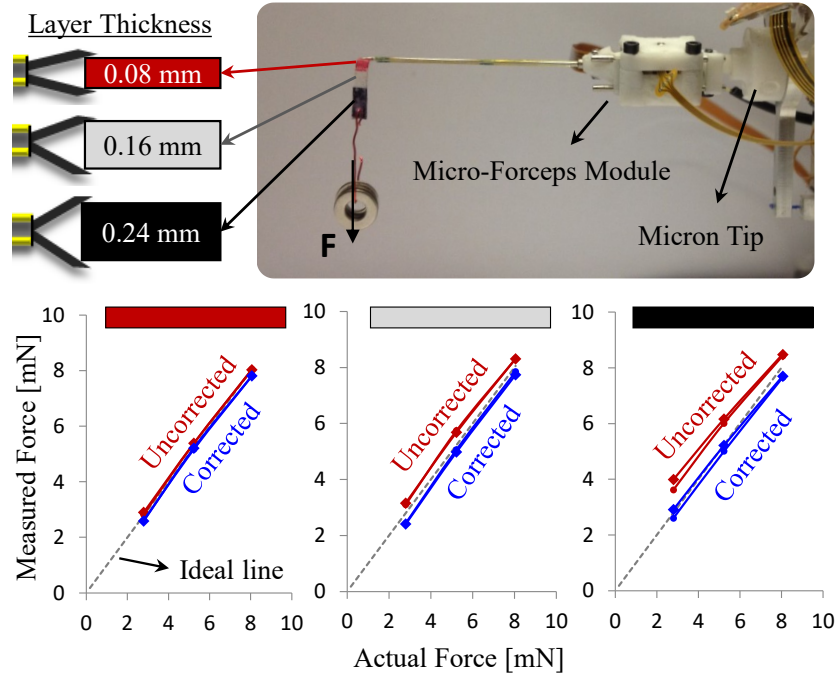 Layer Thickness
0.08 mm
0.16 mm
0.24 mm
Micro-Forceps Module
Micron Tip
F
Measured Force [mN]
10
8
6
4
2
0
0 2 4 6 8 10
Uncorrected
Corrected
Ideal line
10
8
6
4
2
0
0 2 4 6 8 10
Uncorrected
Corrected
10
8
6
4
2
0
0 2 4 6 8 10
Uncorrected
Corrected
Actual Force [mN]